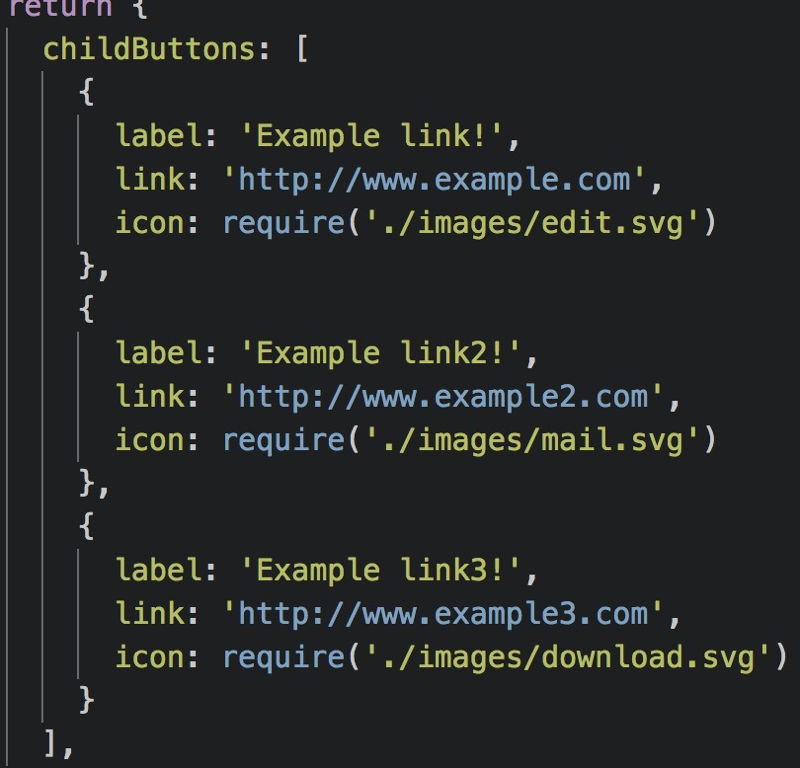 return {
childButtons: [
{
label: 'Example link!',
link: 'http://www.example.com',
icon: require('./images/edit.svg')
},
{
label: 'Example link2!',
link: 'http://www.example2.com',
icon: require('./images/mail.svg')
},
{
label: 'Example link3!',
link: 'http://www.example3.com',
icon: require('./images/download.svg')
}
],